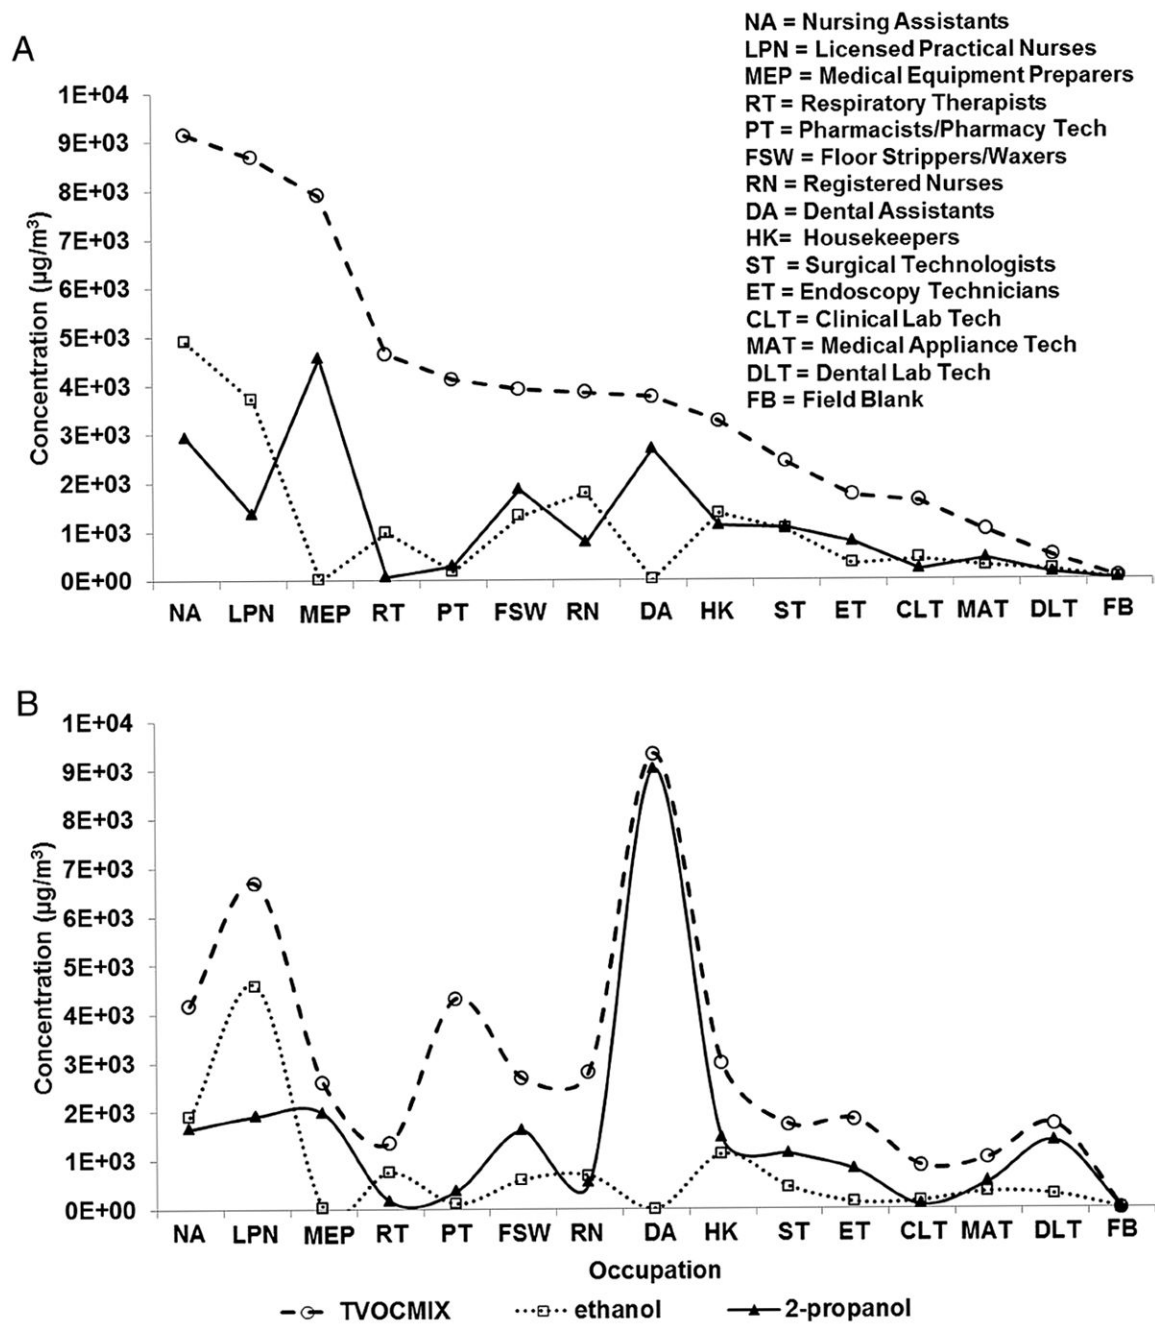 A
NA = Nursing Assistants
LPN = Licensed Practical Nurses
MEP = Medical Equipment Preparers
RT = Respiratory Therapists
PT = Pharmacists/Pharmacy Tech
FSW = Floor Strippers/Waxers
RN = Registered Nurses
DA = Dental Assistants
HK= Housekeepers
ST = Surgical Technologists
ET = Endoscopy Technicians
CLT = Clinical Lab Tech
MAT = Medical Appliance Tech
DLT = Dental Lab Tech
FB = Field Blank
Concentration (µg/m³)
1E+04
9E+03
8E+03
7E+03
6E+03
5E+03
4E+03
3E+03
2E+03
1E+03
0E+00
NA LPN MEP RT PT FSW RN DA HK ST ET CLT MAT DLT FB
B
Concentration (µg/m³)
1E+04
9E+03
8E+03
7E+03
6E+03
5E+03
4E+03
3E+03
2E+03
1E+03
0E+00
NA LPN MEP RT PT FSW RN DA HK ST ET CLT MAT DLT FB
Occupation
TVOCMIX ethanol 2-propanol